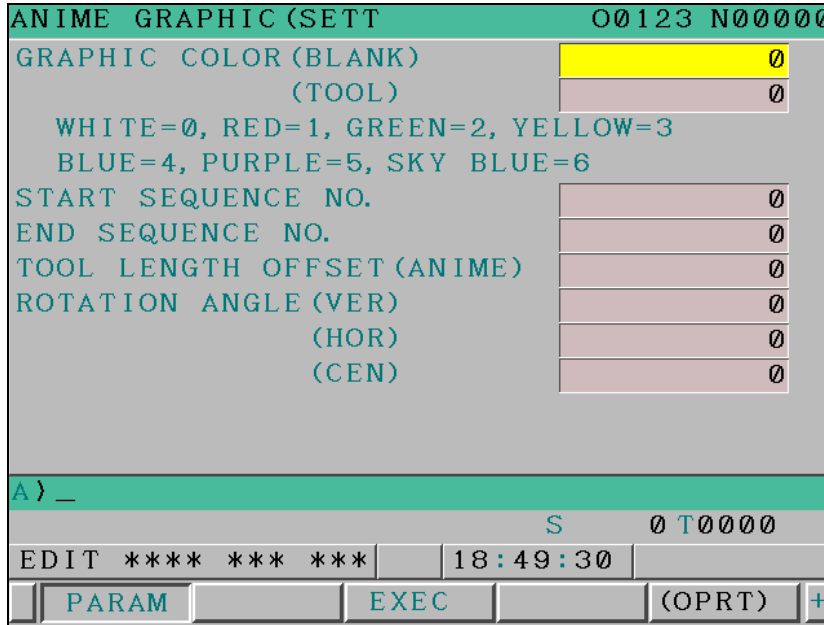 ANIME GRAPHIC(SETT O0123 N00000
GRAPHIC COLOR(BLANK) 0
(TOOL) 0
WHITE=0, RED=1, GREEN=2, YELLOW=3
BLUE=4, PURPLE=5, SKY BLUE=6
START SEQUENCE NO. 0
END SEQUENCE NO. 0
TOOL LENGTH OFFSET(ANIME) 0
ROTATION ANGLE(VER) 0
(HOR) 0
(CEN) 0
A)_
S 0 T0000
EDIT **** *** *** 18:49:30
PARAM EXEC (OPRT) +